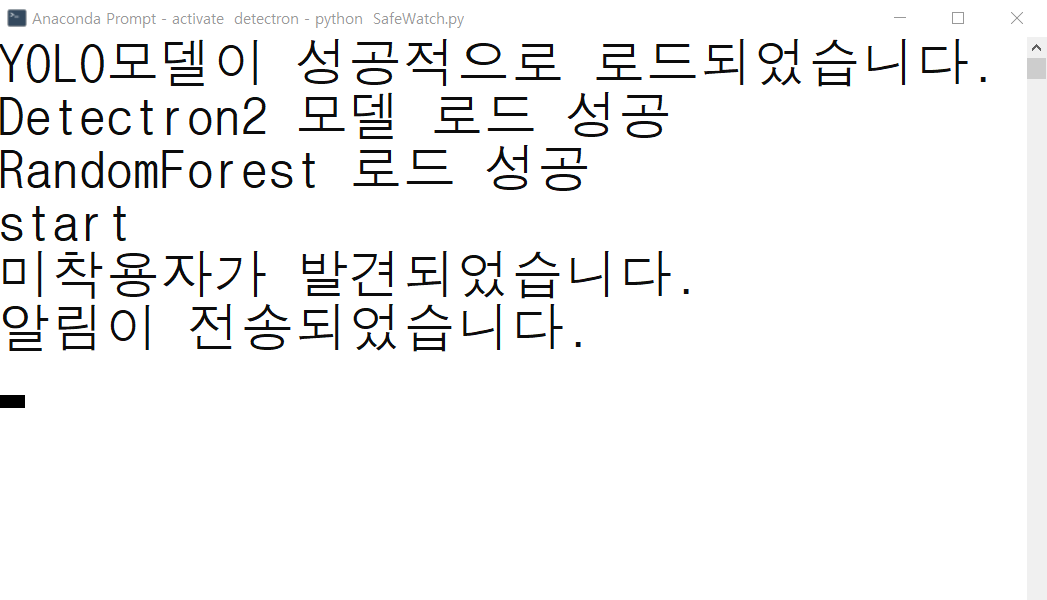 Anaconda Prompt - activate  detectron - python  SafeWatch.py
YOLO모델이 성공적으로 로드되었습니다.
Detectron2 모델 로드 성공
RandomForest 로드 성공
start
미착용자가 발견되었습니다.
알림이 전송되었습니다.